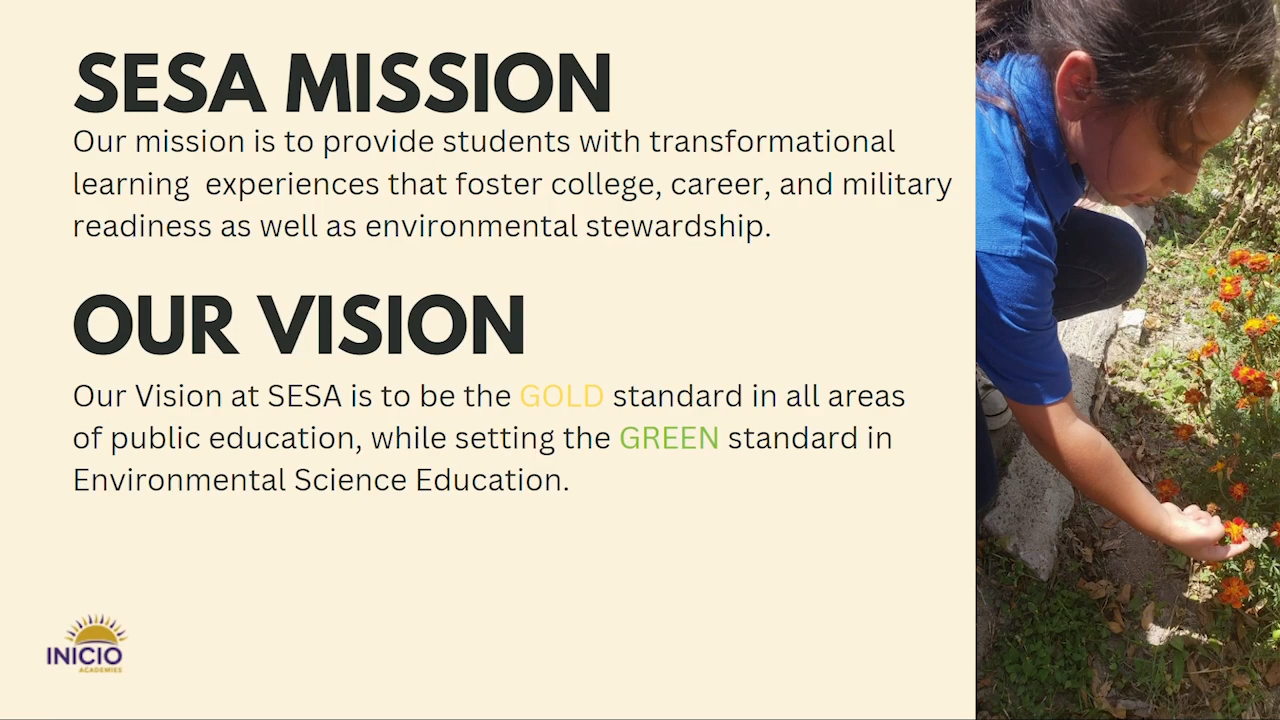 SESA MISSION
Our mission is to provide students with transformational
learning  experiences that foster college, career, and military
readiness as well as environmental stewardship.
OUR VISION
Our Vision at SESA is to be the GOLD standard in all areas
of public education, while setting the GREEN standard in
Environmental Science Education.
INICIO
ACADEMIES